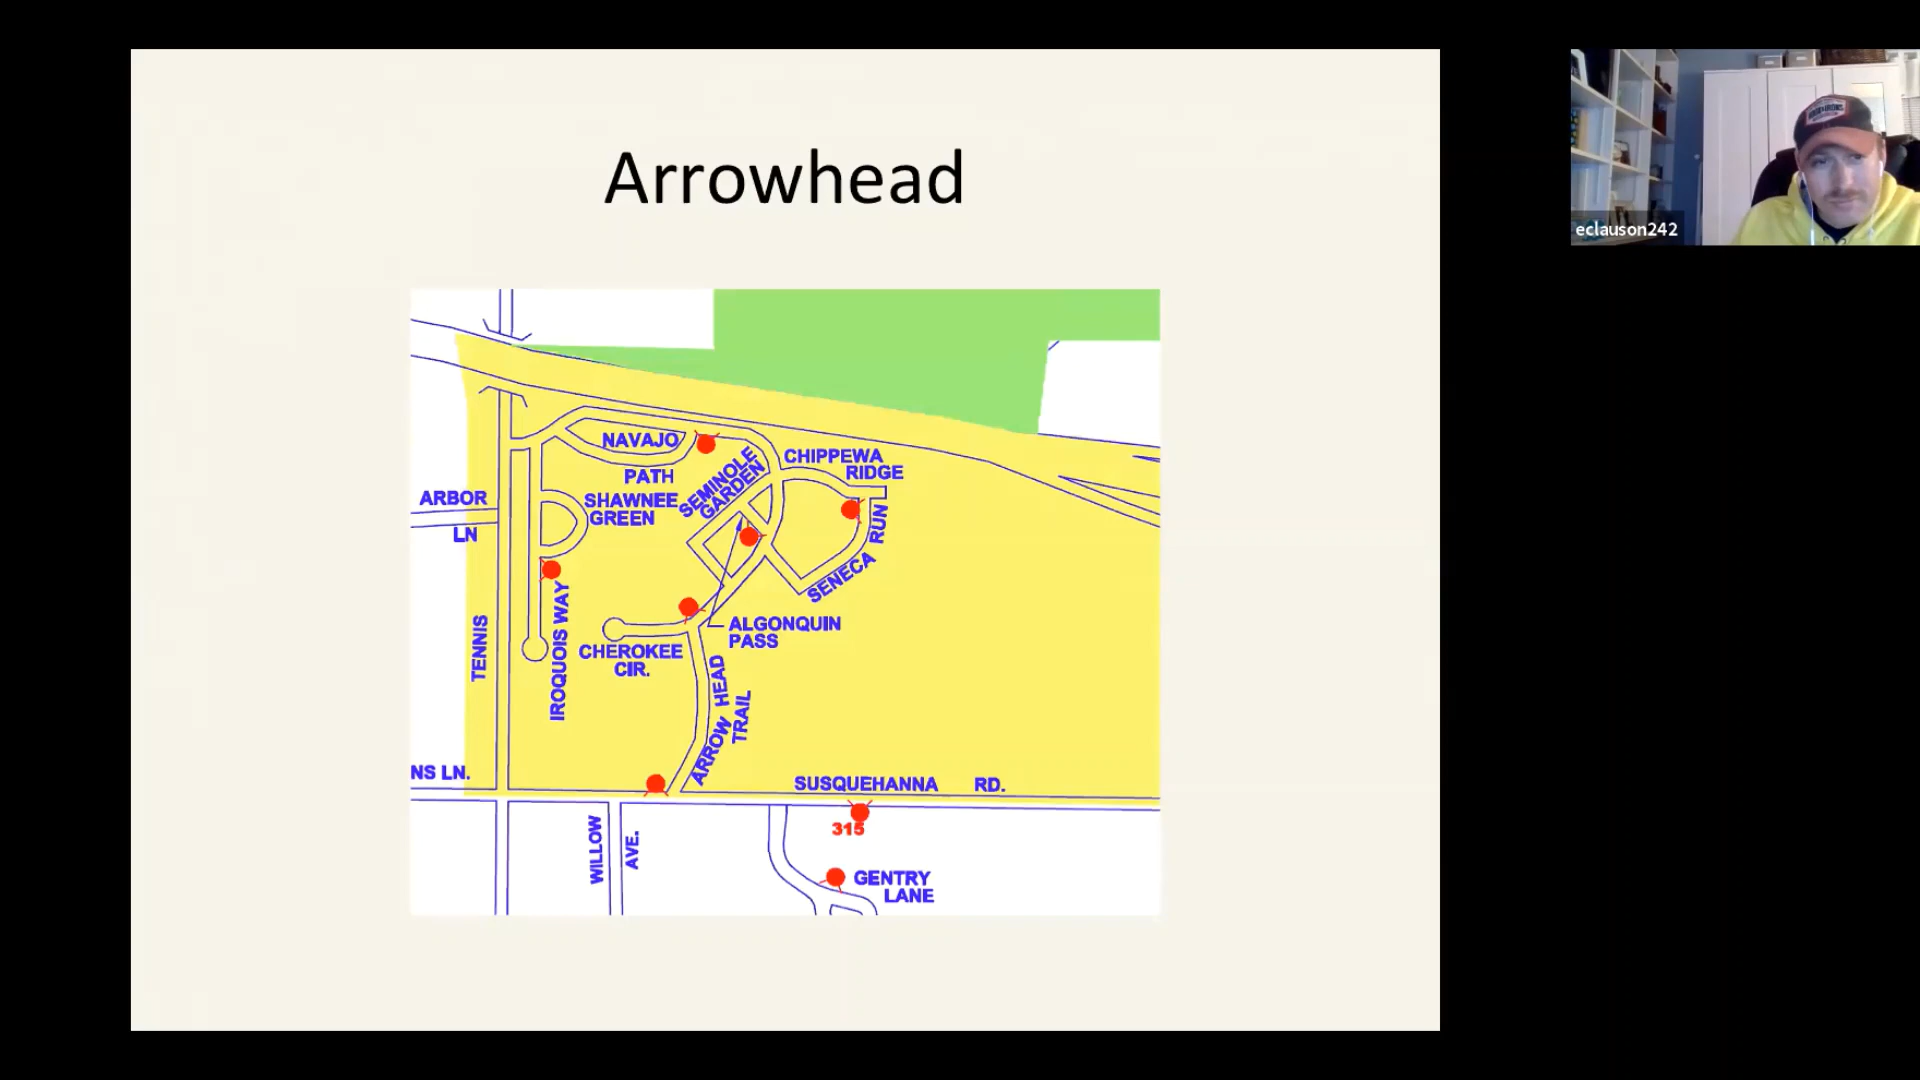 Arrowhead
eclauson242
NAVAJO
PATH
SEMINOLE
GARDEN
CHIPPEWA
RIDGE
ARBOR
LN
SHAWNEE
GREEN
SENECA RUN
TENNIS
IROQUOIS WAY
CHEROKEE
CIR.
ALGONQUIN
PASS
ARROW HEAD
TRAIL
NS LN.
SUSQUEHANNA RD.
315
WILLOW
AVE.
GENTRY
LANE